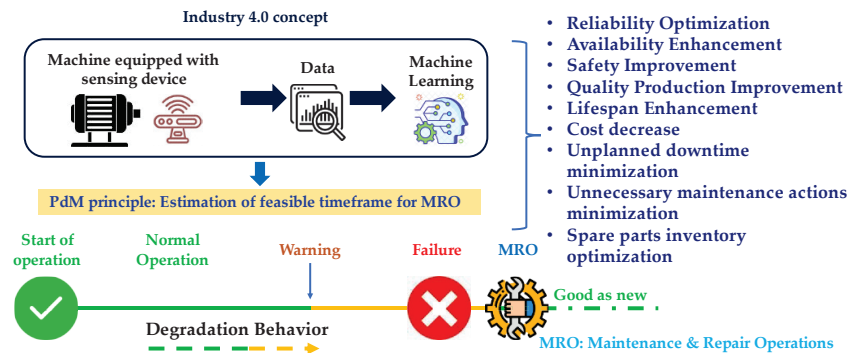 Industry 4.0 concept
Machine equipped with
sensing device
Data
Machine
Learning
• Reliability Optimization
• Availability Enhancement
• Safety Improvement
• Quality Production Improvement
• Lifespan Enhancement
• Cost decrease
• Unplanned downtime
minimization
• Unnecessary maintenance actions
minimization
• Spare parts inventory
optimization
PdM principle: Estimation of feasible timeframe for MRO
Start of
operation
Normal
Operation
Warning
Failure
MRO
Good as new
Degradation Behavior
MRO: Maintenance & Repair Operations